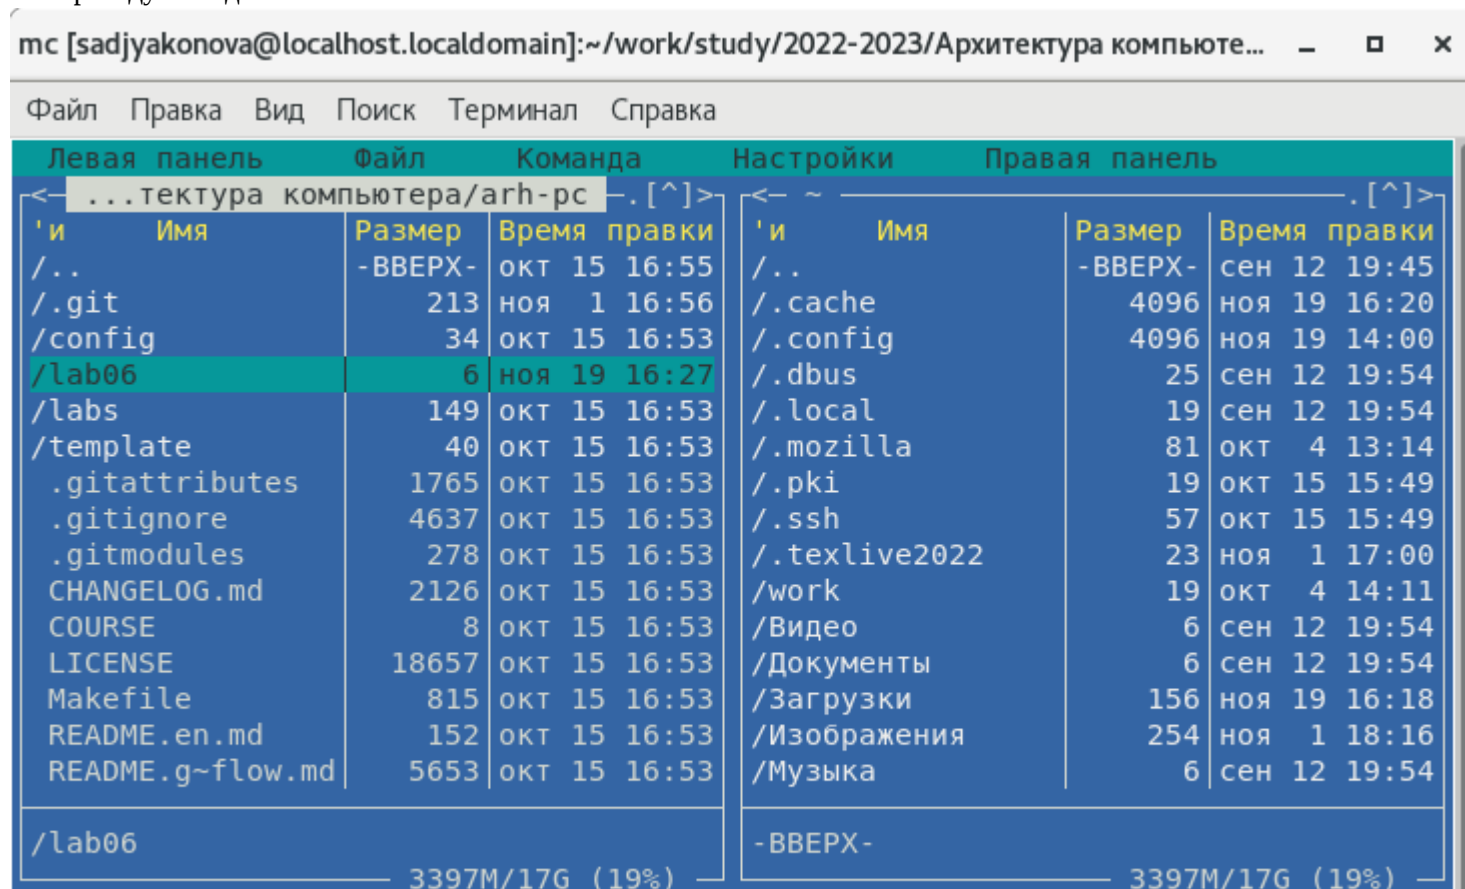 mc [sadjyakonova@localhost.localdomain]:~/work/study/2022-2023/Архитектура компьюте...
Файл Правка Вид Поиск Терминал Справка
Левая панель Файл Команда Настройки Правая панель
<— ...тектура компьютера/arh-pc —.[^]>
'и Имя Размер Время правки
/.. -ВВЕРХ- окт 15 16:55
/.git 213 ноя 1 16:56
/config 34 окт 15 16:53
/lab06 6 ноя 19 16:27
/labs 149 окт 15 16:53
/template 40 окт 15 16:53
.gitattributes 1765 окт 15 16:53
.gitignore 4637 окт 15 16:53
.gitmodules 278 окт 15 16:53
CHANGELOG.md 2126 окт 15 16:53
COURSE 8 окт 15 16:53
LICENSE 18657 окт 15 16:53
Makefile 815 окт 15 16:53
README.en.md 152 окт 15 16:53
README.g~flow.md 5653 окт 15 16:53
/lab06
3397M/17G (19%)
<— ~ —.[^]>
'и Имя Размер Время правки
/.. -ВВЕРХ- сен 12 19:45
/.cache 4096 ноя 19 16:20
/.config 4096 ноя 19 14:00
/.dbus 25 сен 12 19:54
/.local 19 сен 12 19:54
/.mozilla 81 окт 4 13:14
/.pki 19 окт 15 15:49
/.ssh 57 окт 15 15:49
/.texlive2022 23 ноя 1 17:00
/work 19 окт 4 14:11
/Видео 6 сен 12 19:54
/Документы 6 сен 12 19:54
/Загрузки 156 ноя 19 16:18
/Изображения 254 ноя 1 18:16
/Музыка 6 сен 12 19:54
-ВВЕРХ-
3397M/17G (19%)